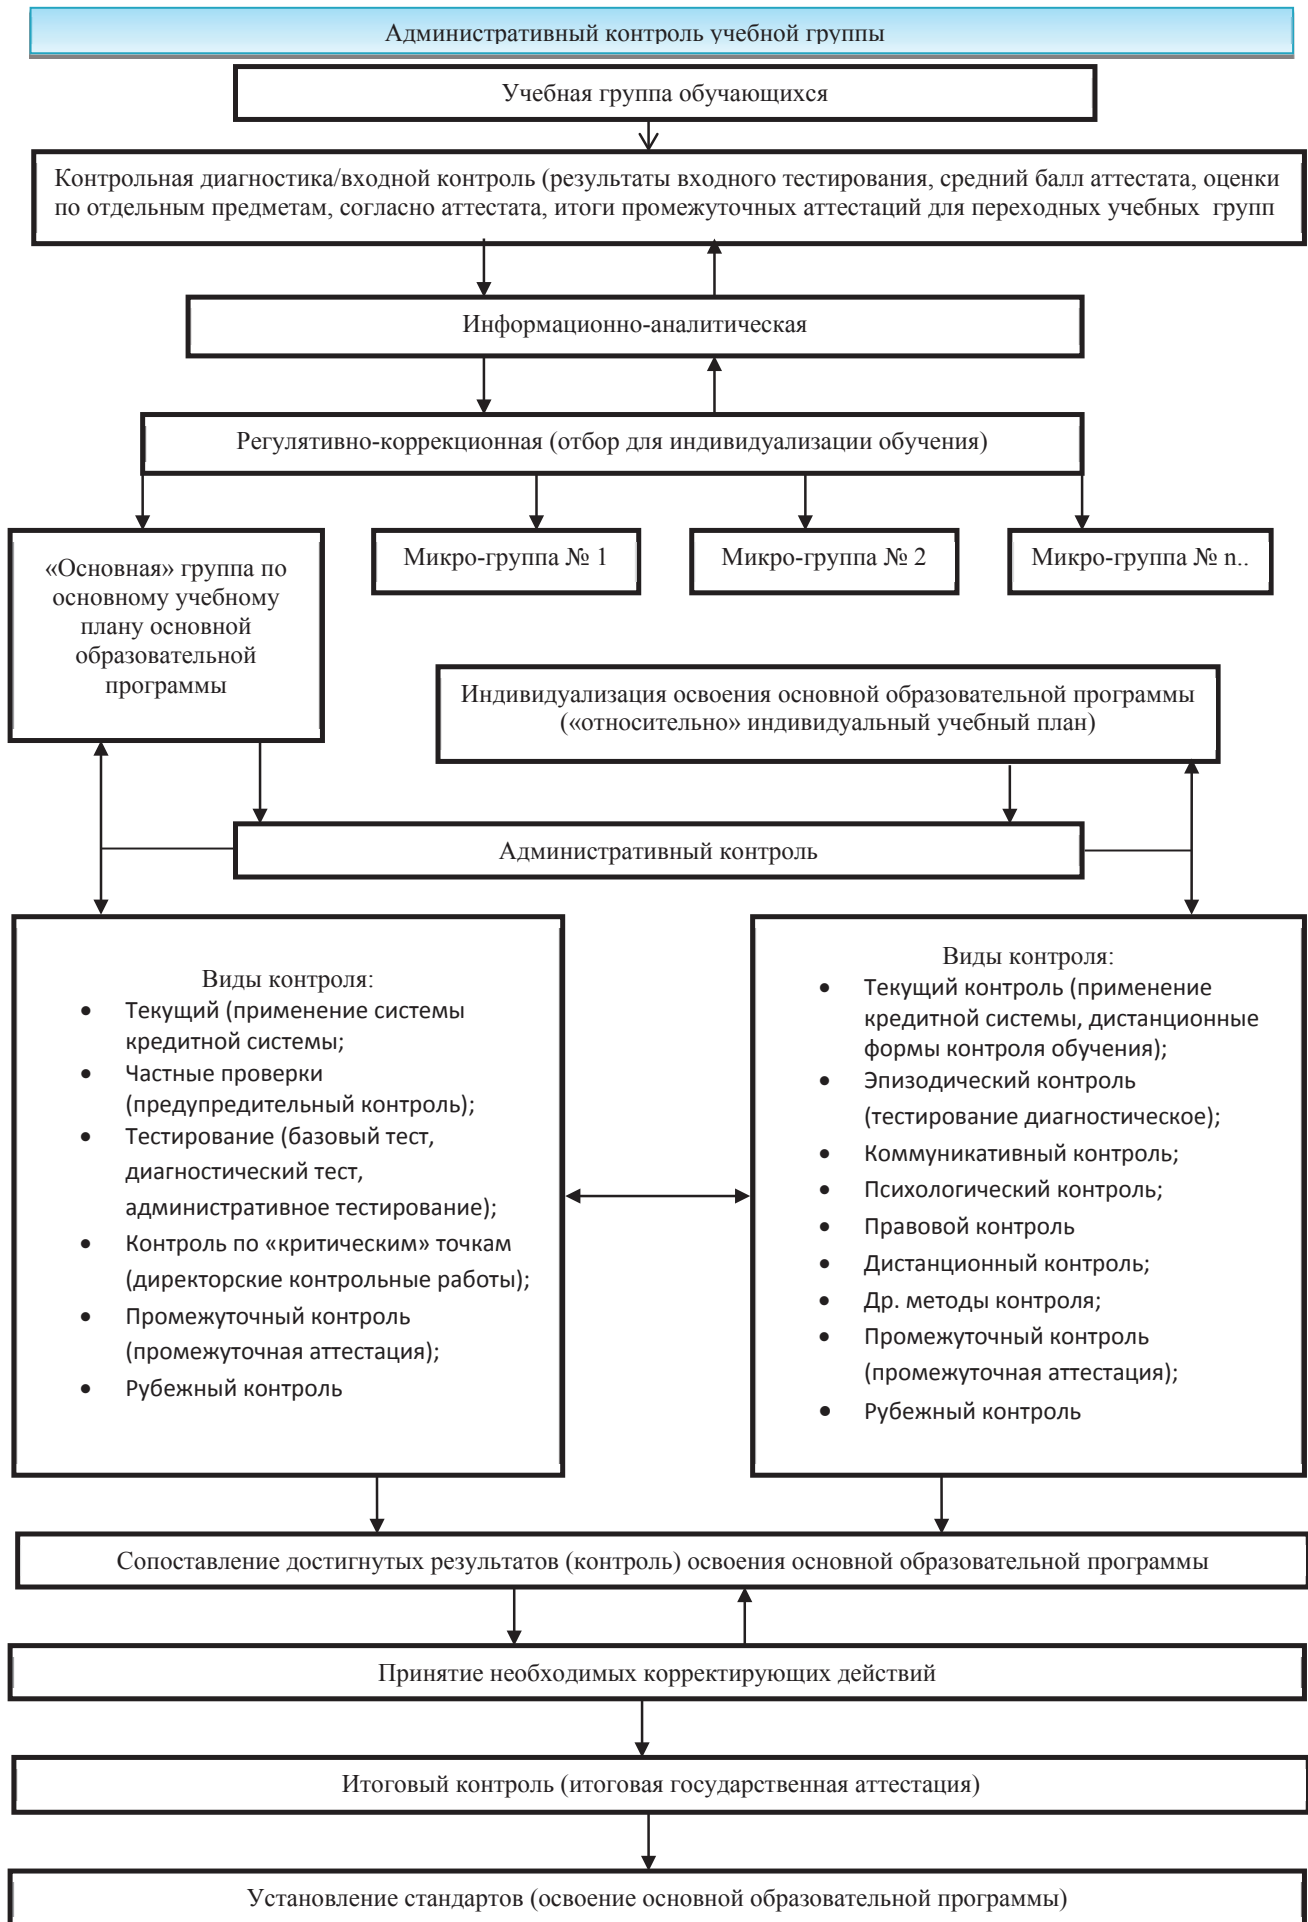 Административный контроль учебной группы
Учебная группа обучающихся
Контрольная диагностика/входной контроль (результаты входного тестирования, средний балл аттестата, оценки
по отдельным предметам, согласно аттестата, итоги промежуточных аттестаций для переходных учебных групп
Информационно-аналитическая
Регулятивно-коррекционная (отбор для индивидуализации обучения)
«Основная» группа по
основному учебному
плану основной
образовательной
программы
Микро-группа № 1
Микро-группа № 2
Микро-группа № n..
Индивидуализация освоения основной образовательной программы
(«относительно» индивидуальный учебный план)
Административный контроль
Виды контроля:
• Текущий (применение системы
кредитной системы;
• Частные проверки
(предупредительный контроль);
• Тестирование (базовый тест,
диагностический тест,
административное тестирование);
• Контроль по «критическим» точкам
(директорские контрольные работы);
• Промежуточный контроль
(промежуточная аттестация);
• Рубежный контроль
Виды контроля:
• Текущий контроль (применение
кредитной системы, дистанционные
формы контроля обучения);
• Эпизодический контроль
(тестирование диагностическое);
• Коммуникативный контроль;
• Психологический контроль;
• Правовой контроль
• Дистанционный контроль;
• Др. методы контроля;
• Промежуточный контроль
(промежуточная аттестация);
• Рубежный контроль
Сопоставление достигнутых результатов (контроль) освоения основной образовательной программы
Принятие необходимых корректирующих действий
Итоговый контроль (итоговая государственная аттестация)
Установление стандартов (освоение основной образовательной программы)